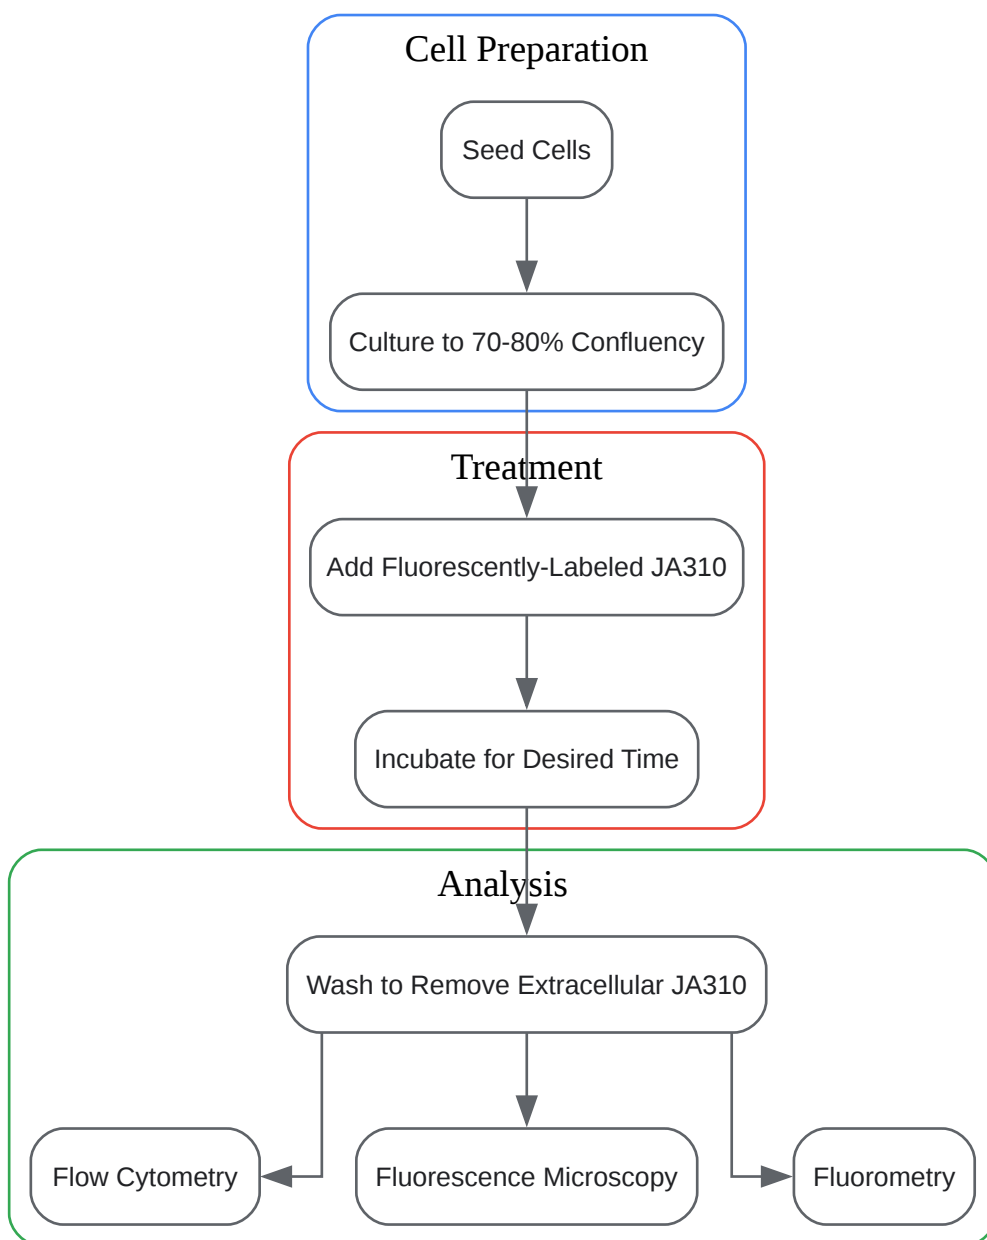 Cell Preparation
Seed Cells
Culture to 70-80% Confluency
Treatment
Add Fluorescently-Labeled JA310
Incubate for Desired Time
Analysis
Wash to Remove Extracellular JA310
Flow Cytometry
Fluorescence Microscopy
Fluorometry